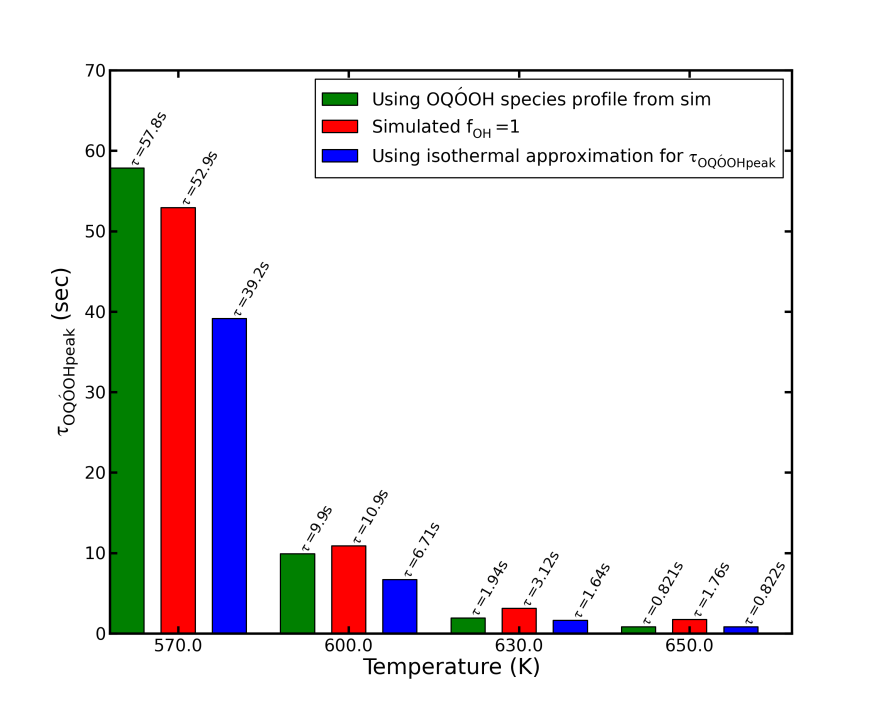 70
60
50
40
30
20
10
0
τ_OQÓOHpeak (sec)
Using OQÓOH species profile from sim
Simulated f_OH=1
Using isothermal approximation for τ_OQÓOHpeak
τ=57.8s
τ=52.9s
τ=39.2s
τ=9.9s
τ=10.9s
τ=6.71s
τ=1.94s
τ=3.12s
τ=1.64s
τ=0.821s
τ=1.76s
τ=0.822s
570.0
600.0
630.0
650.0
Temperature (K)